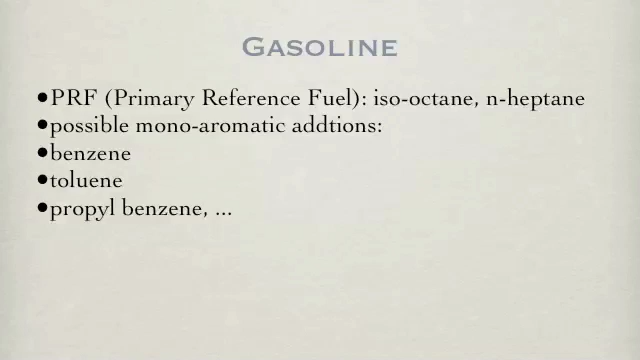 GASOLINE
•PRF (Primary Reference Fuel): iso-octane, n-heptane
•possible mono-aromatic addtions:
•benzene
•toluene
•propyl benzene, ...